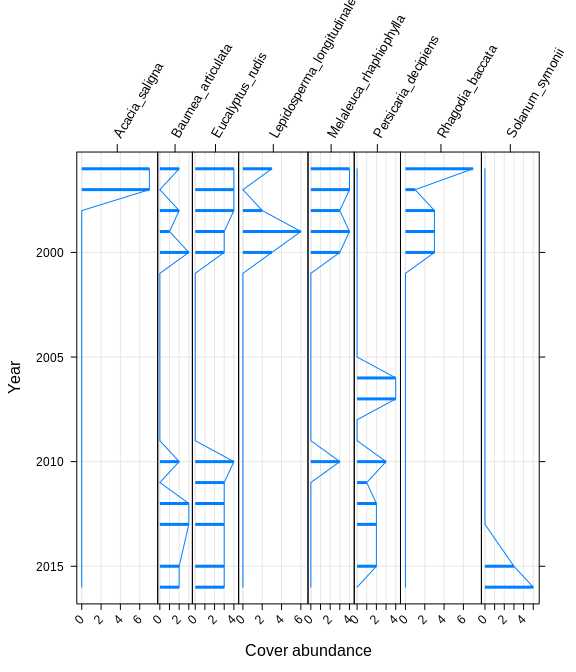 Acacia_saligna
Baumea_articulata
Eucalyptus_rudis
Lepidosperma_longitudinale
Melaleuca_rhaphiophylla
Persicaria_decipiens
Rhagodia_baccata
Solanum_symonii
2000
2005
2010
2015
Year
0 2 4 6 0 2 0 2 4 0 2 4 6 0 2 4 0 2 4 0 2 4 6 0 2 4
Cover abundance